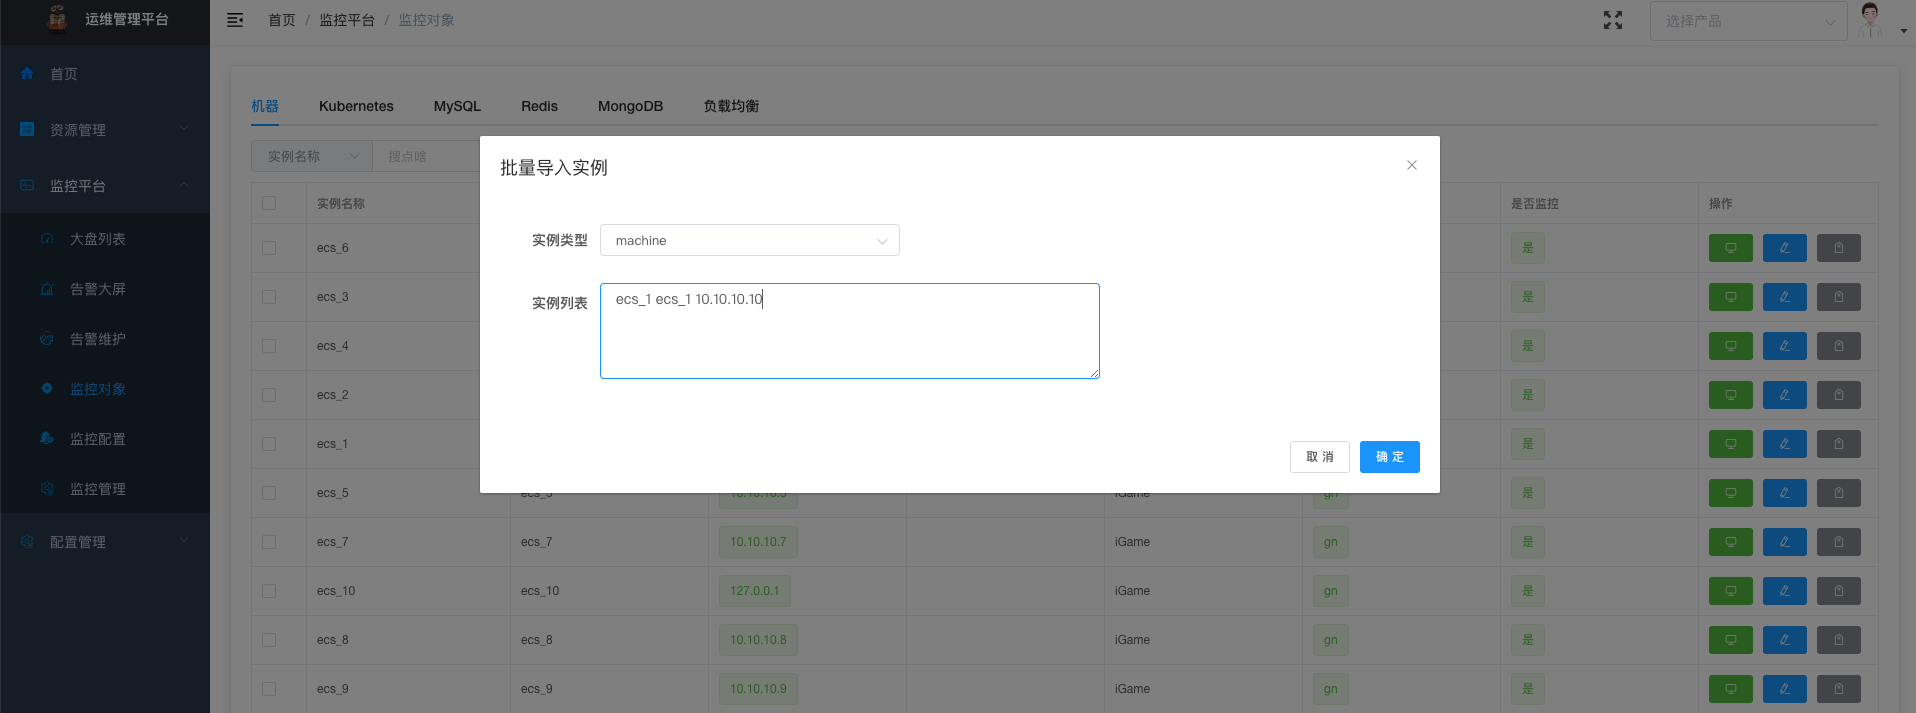 运维管理平台
首页 / 监控平台 / 监控对象
选择产品
首页
资源管理
监控平台
大盘列表
告警大屏
告警维护
监控对象
监控配置
监控管理
配置管理
机器 Kubernetes MySQL Redis MongoDB 负载均衡
实例名称 搜点啥
批量导入实例
实例类型 machine
实例列表 ecs_1 ecs_1 10.10.10.10
取 消 确 定
实例名称 是否监控 操作
ecs_6 是
ecs_3 是
ecs_4 是
ecs_2 是
ecs_1 是
ecs_5 ecs_5 10.10.10.5 iGame gn 是
ecs_7 ecs_7 10.10.10.7 iGame gn 是
ecs_10 ecs_10 127.0.0.1 iGame gn 是
ecs_8 ecs_8 10.10.10.8 iGame gn 是
ecs_9 ecs_9 10.10.10.9 iGame gn 是